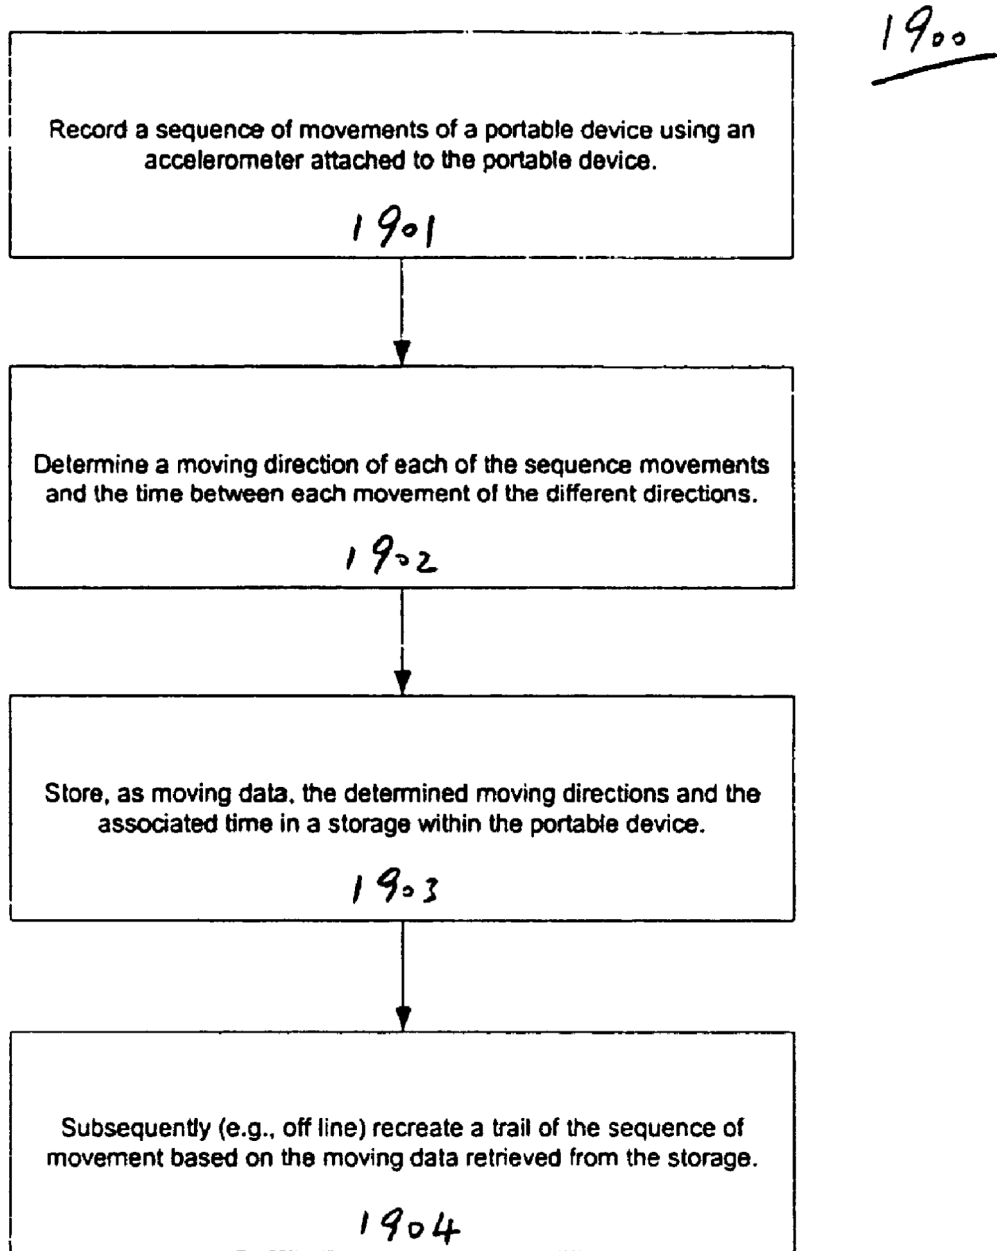 1900
Record a sequence of movements of a portable device using an
accelerometer attached to the portable device.
1901
Determine a moving direction of each of the sequence movements
and the time between each movement of the different directions.
1902
Store, as moving data, the determined moving directions and the
associated time in a storage within the portable device.
1903
Subsequently (e.g., off line) recreate a trail of the sequence of
movement based on the moving data retrieved from the storage.
1904